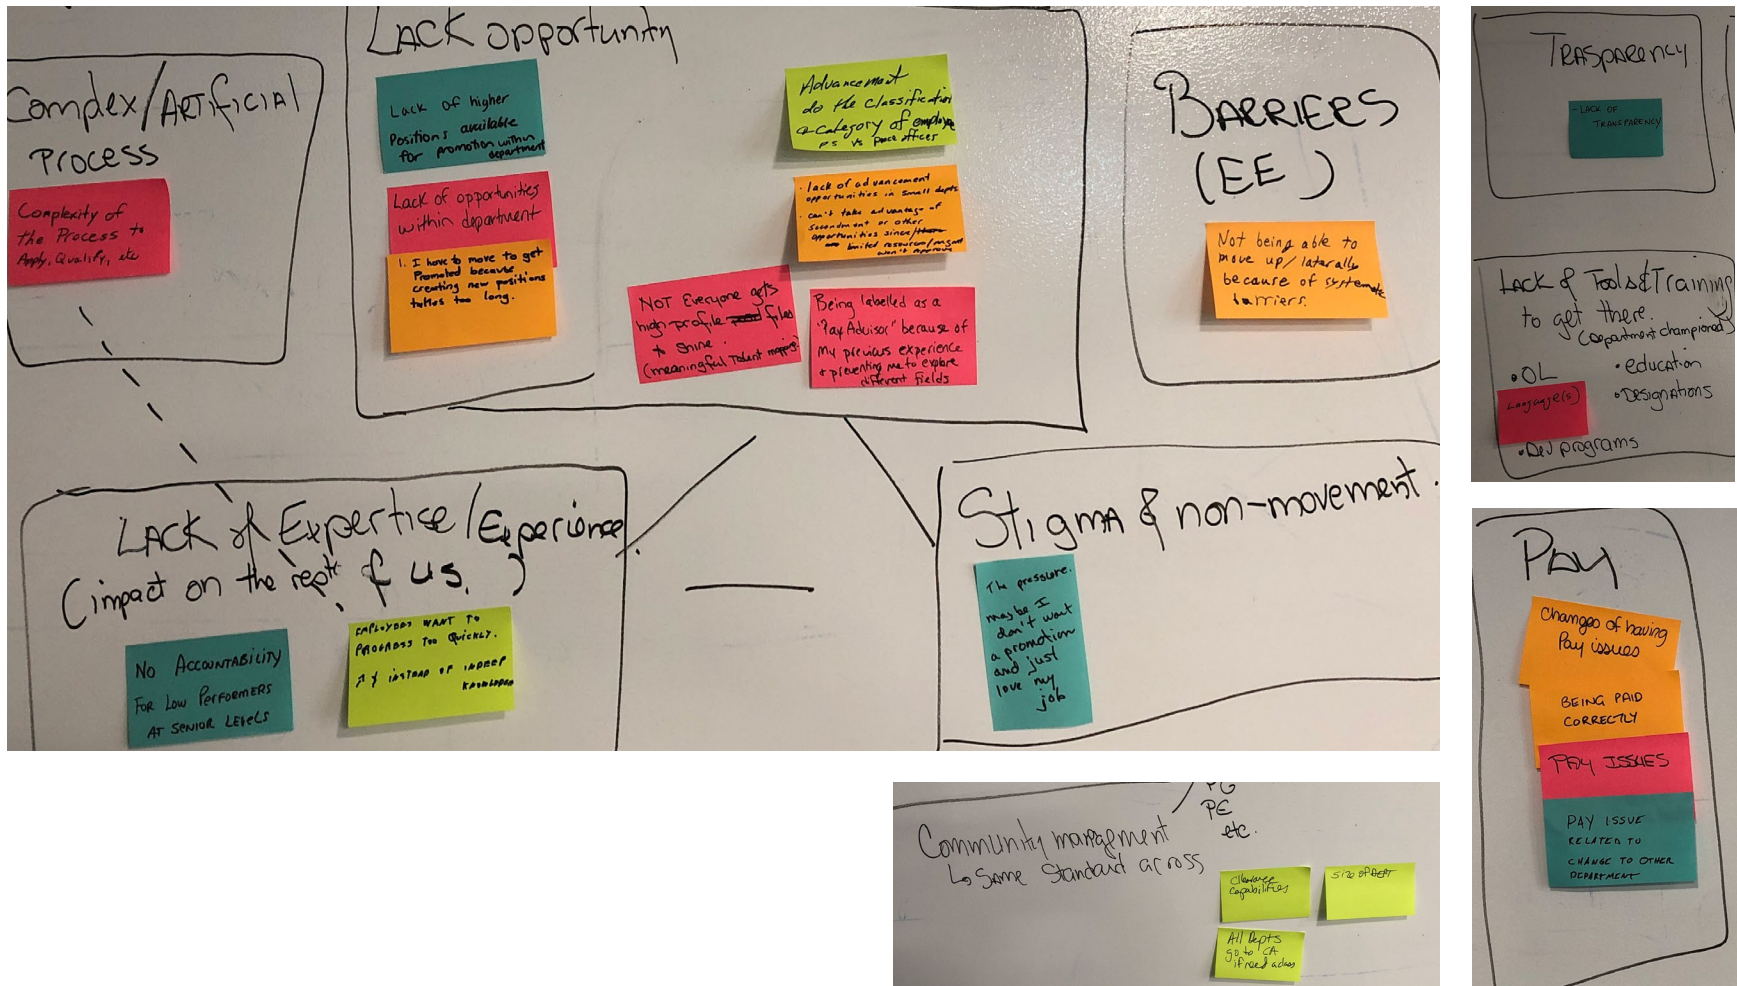 Complex/Artificial
Process
Complexity of
the Process to
Apply, Qualify, etc
Lack opportunity
Lack of higher
Positions available
for promotion within
department
Lack of opportunities
within department
1. I have to move to get
Promoted because
creating new positions
takes too long.
Advancement
do the classification
category of employee
PS vs peace officers
• lack of advancement
opportunities in small depts
• can't take advantage of
secondment or other
opportunities since
limited resources/mgmt
won't approve
NOT Everyone gets
high-profile files
to shine.
(meaningful Talent mapping)
Being labelled as a
"Pay Advisor" because of
My previous experience
& preventing me to explore
different fields
BARRIERS
(EE)
Not being able to
move up/laterally
because of systemic
barriers.
Lack of Expertise/Experience.
(impact on the rest of us.)
No Accountability
For Low Performers
At Senior Levels
Employees want to
progress too quickly.
instead of indeep
knowledge
Stigma & non-movement.
The pressure.
maybe I
don't want
a promotion
and just
love my
job
Trasparency
- Lack of
Transparency
Lack of Tools & Training
to get there.
(department championed)
• OL
• education
Language(s)
• Designations
• Dev programs
Pay
Changes of having
Pay issues
Being paid
correctly
Pay Issues
Pay issue
related to
change to other
department
PG
PE
etc.
Community management
↳ Same Standard across
Clearance
capabilities
Size of dept
All Depts
go to CA
if need adass